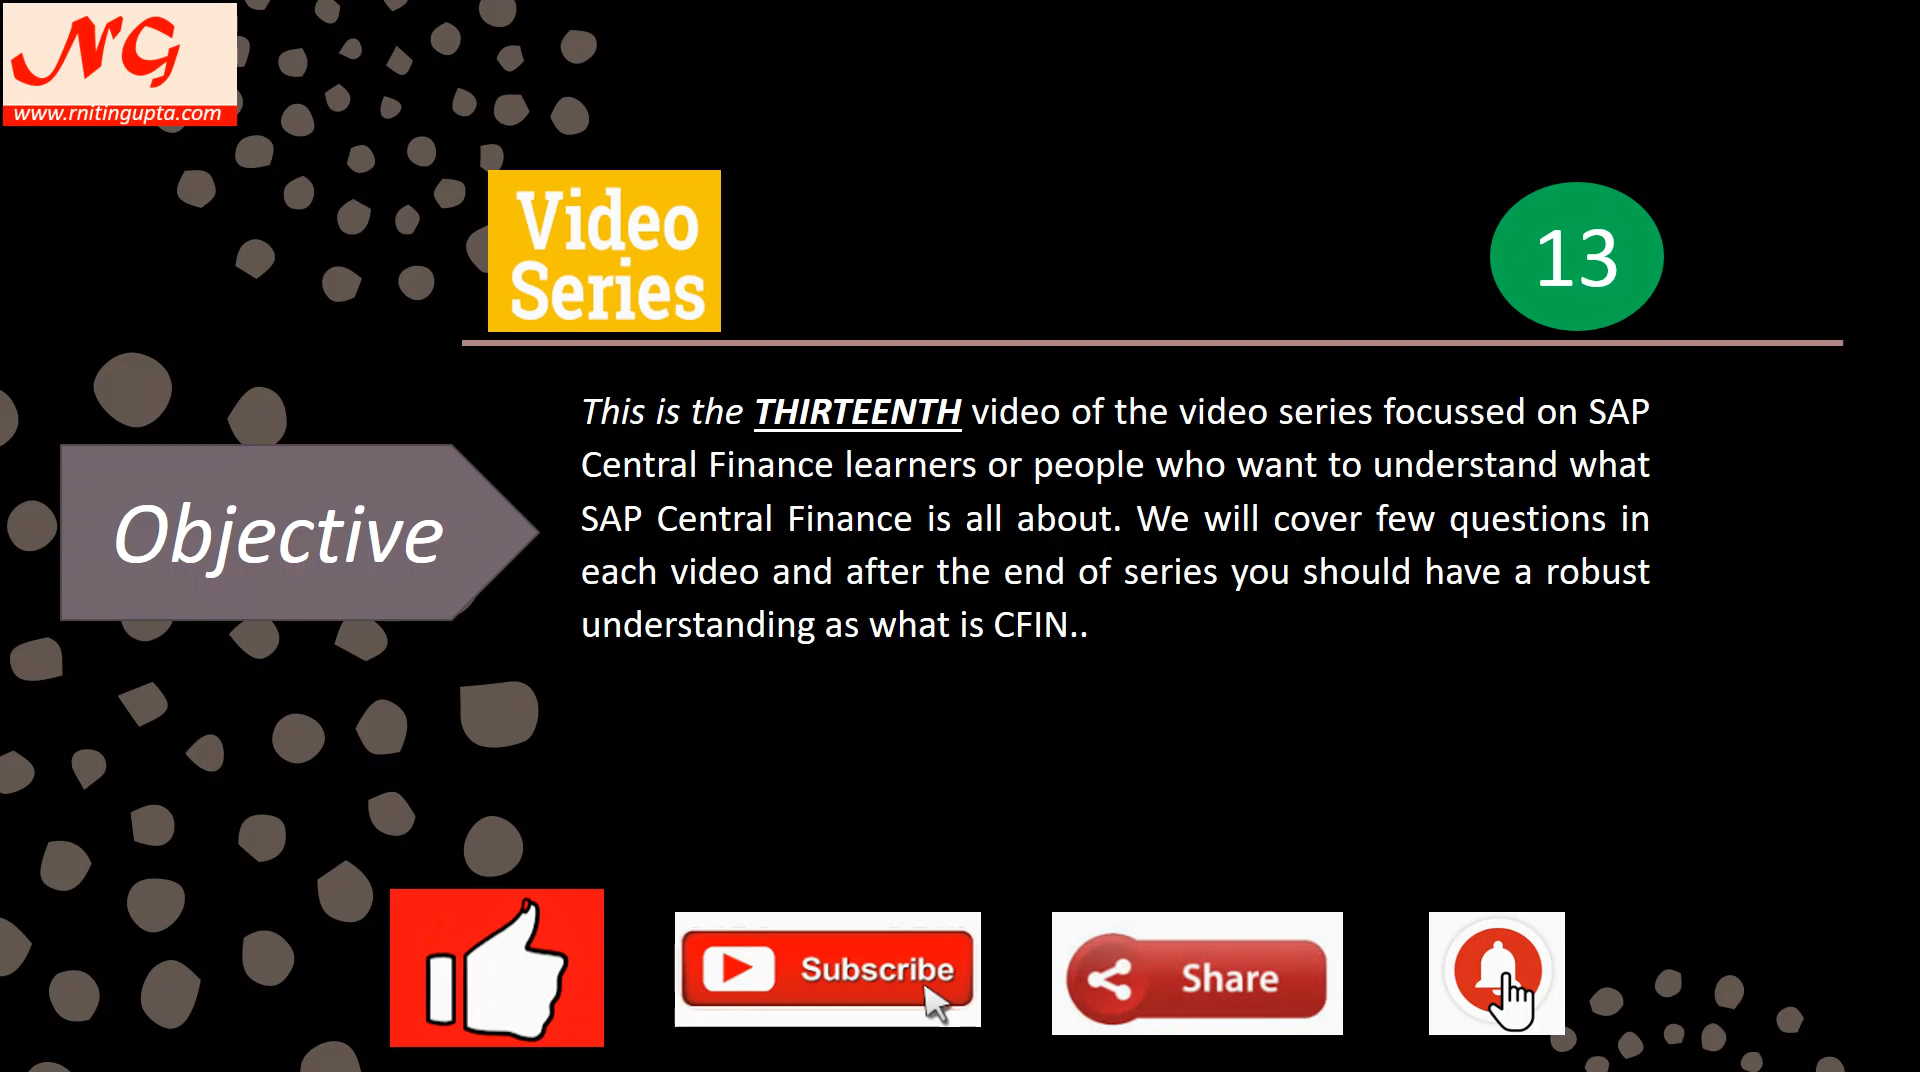 NG
www.rnitingupta.com
Video
Series
13
Objective
This is the THIRTEENTH video of the video series focussed on SAP
Central Finance learners or people who want to understand what
SAP Central Finance is all about. We will cover few questions in
each video and after the end of series you should have a robust
understanding as what is CFIN..
Subscribe
Share